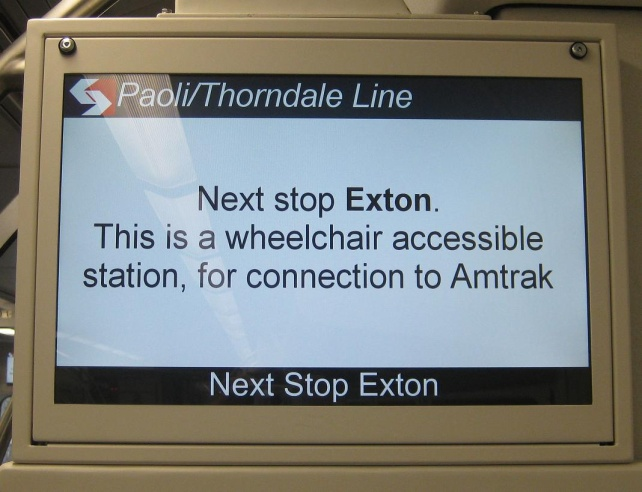 Paoli/Thorndale Line
Next stop Exton.
This is a wheelchair accessible
station, for connection to Amtrak
Next Stop Exton